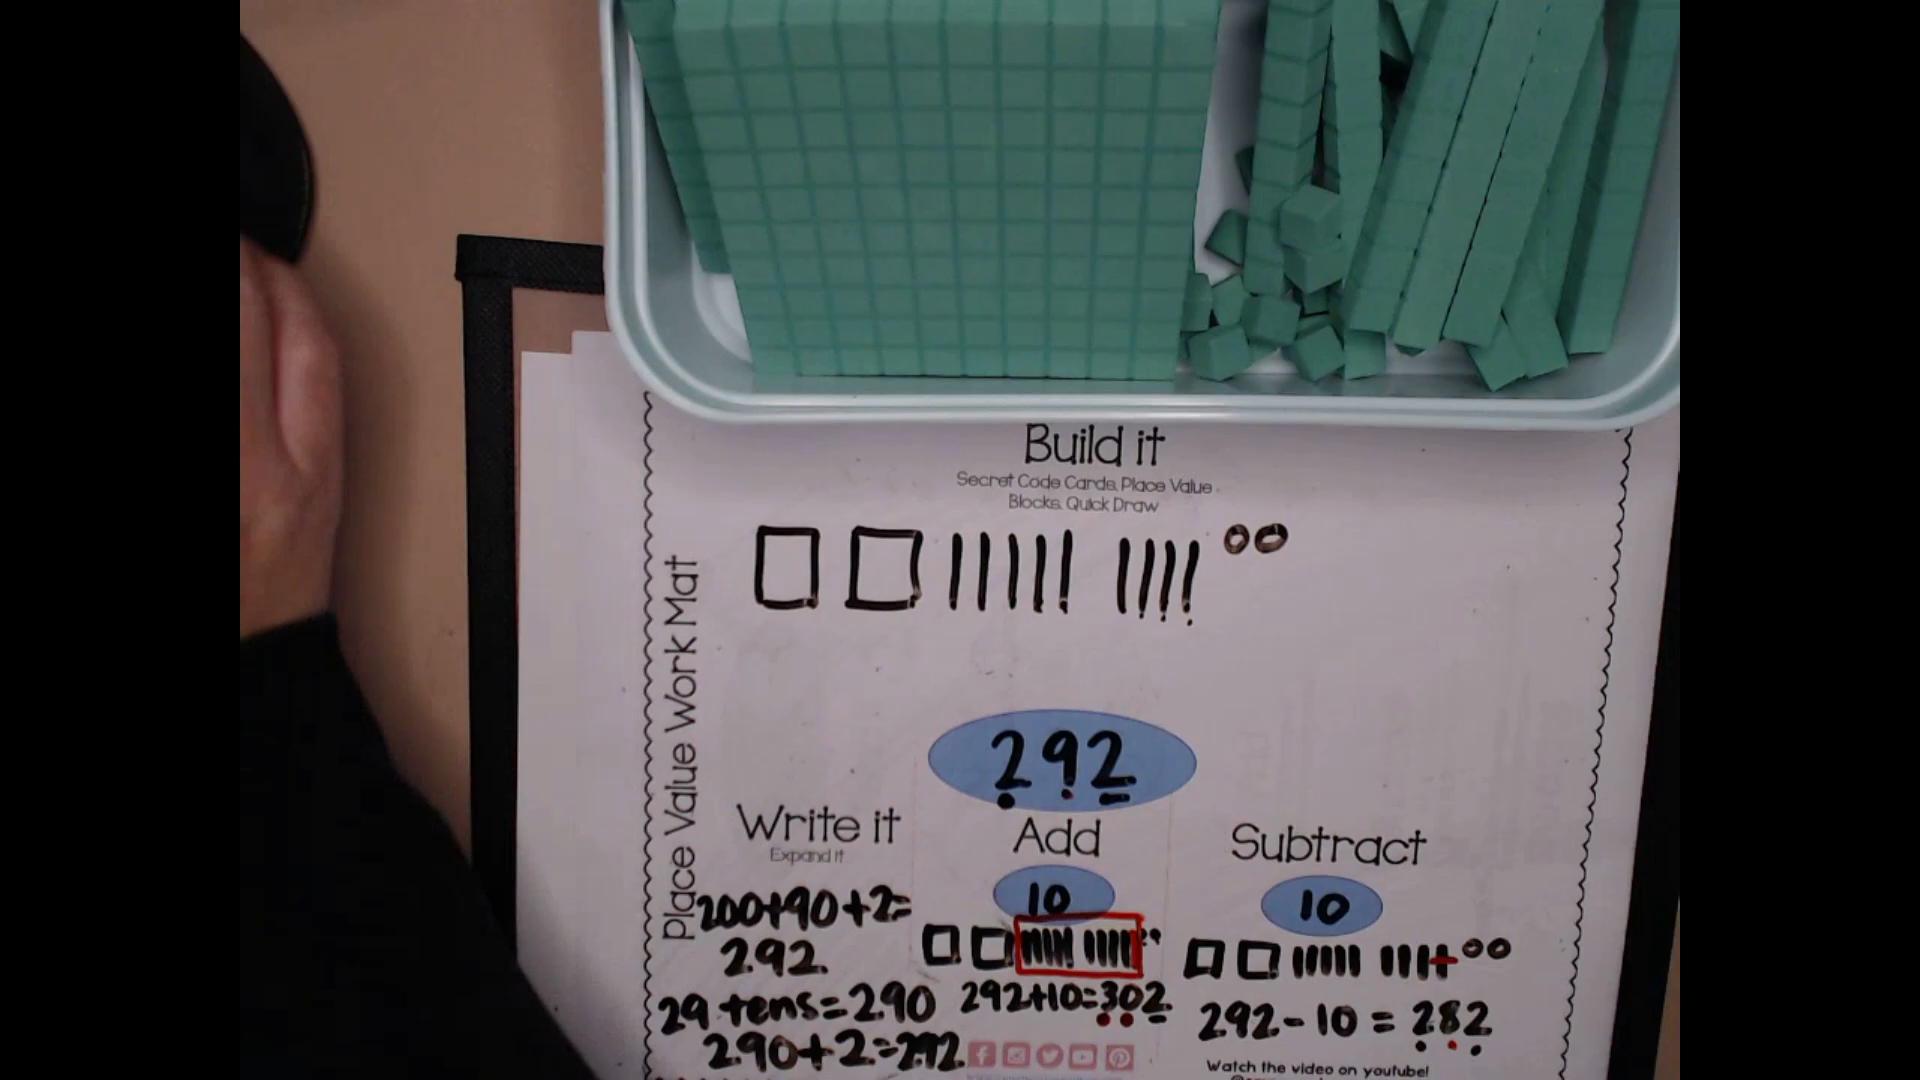 Build it
Secret Code Cards, Place Value
Blocks, Quick Draw
Place Value Work Mat
292
Write it
Expand it
200+90+2=
292
29 tens=290
290+2=292
Add
10
292+10=302
Subtract
10
292-10=282
Watch the video on youtube!